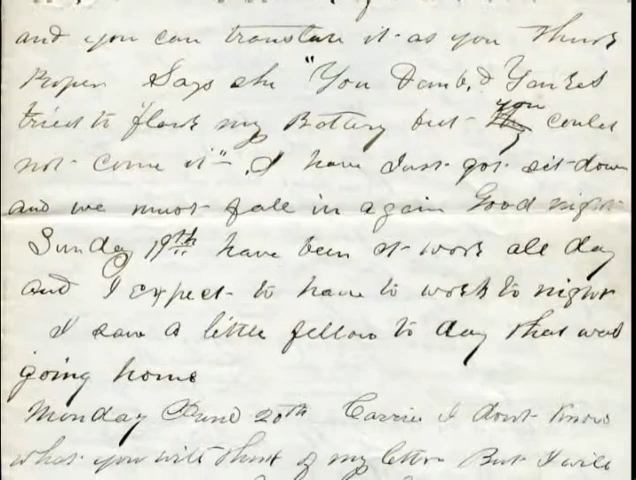 and you can translate it as you think
Proper Says she "You Damb,d Yankes
tried to flank my Battery but you could
not come it". I have Just got sit down
and we must fall in again Good night
Sunday 19th have been at work all day
and I expect to have to work to night
I saw a little fellow to day that was
going home
Monday June 20th Carrie I dont know
what you will think of my letter But I will